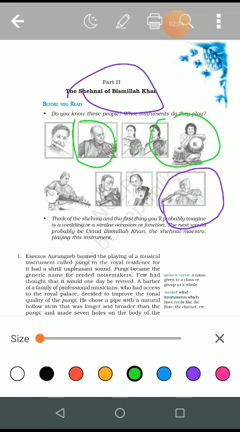 Part II
The Shehnai of Bismillah Khan
BEFORE YOU READ
• Do you know these people? What instruments do they play?
• Think of the shehnai and the first thing you'll probably imagine
is a wedding or a similar occasion or function. The next would
probably be Ustad Bismillah Khan, the shehnai maestro,
playing this instrument.
1. EMPEROR Aurangzeb banned the playing of a musical
instrument called pungi in the royal residence for
it had a shrill unpleasant sound. Pungi became the
generic name for reeded noisemakers. Few had
thought that it would one day be revived. A barber
of a family of professional musicians, who had access
to the royal palace, decided to improve the tonal
quality of the pungi. He chose a pipe with a natural
hollow stem that was longer and broader than the
pungi, and made seven holes on the body of the
generic name: a name
given to a class or
group as a whole
reeded: wind
instruments which
have reeds like the
flute, the clarinet, etc.
Size